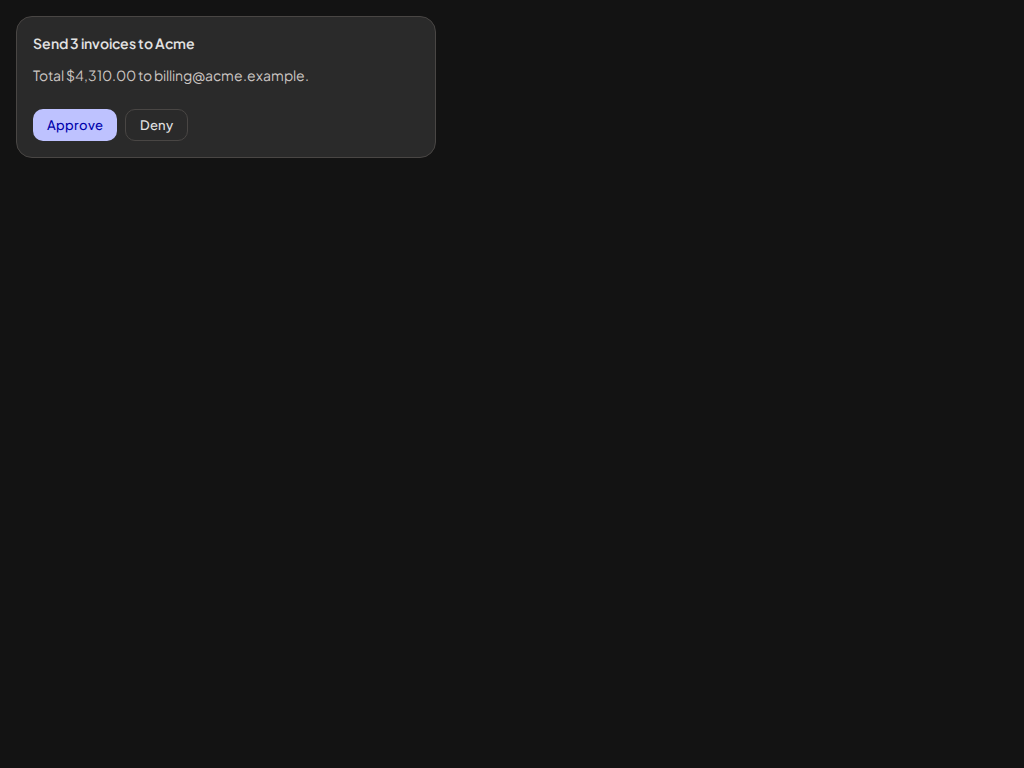 Send 3 invoices to Acme
Total $4,310.00 to billing@acme.example.
Approve
Deny